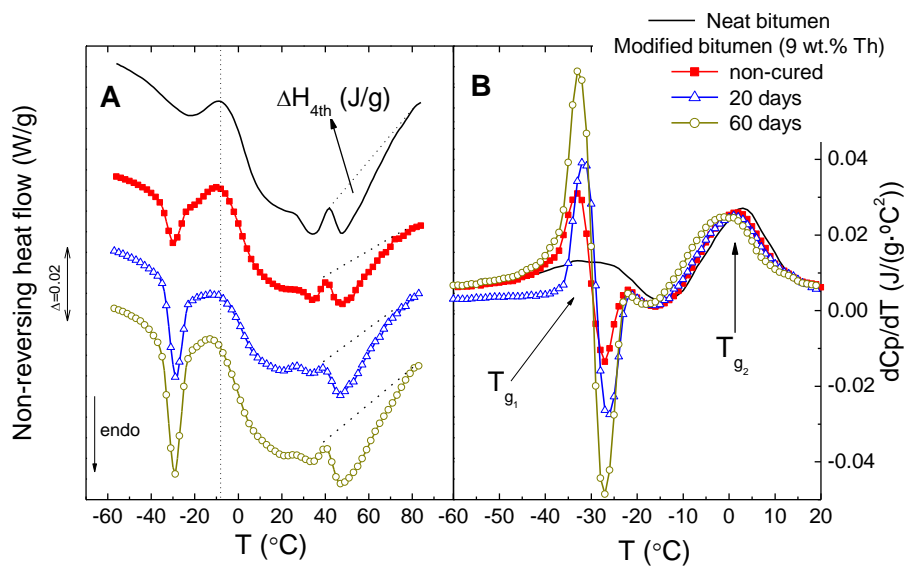 Neat bitumen
Modified bitumen (9 wt.% Th)
non-cured
20 days
60 days
A
ΔH4th (J/g)
B
Non-reversing heat flow (W/g)
Δ=0.02
endo
Tg1
Tg2
0.04
0.02
0.00
-0.02
-0.04
dCp/dT (J/(g·ºC²)
-60 -40 -20 0 20 40 60 80
-60 -50 -40 -30 -20 -10 0 10 20
T (°C)
T (°C)